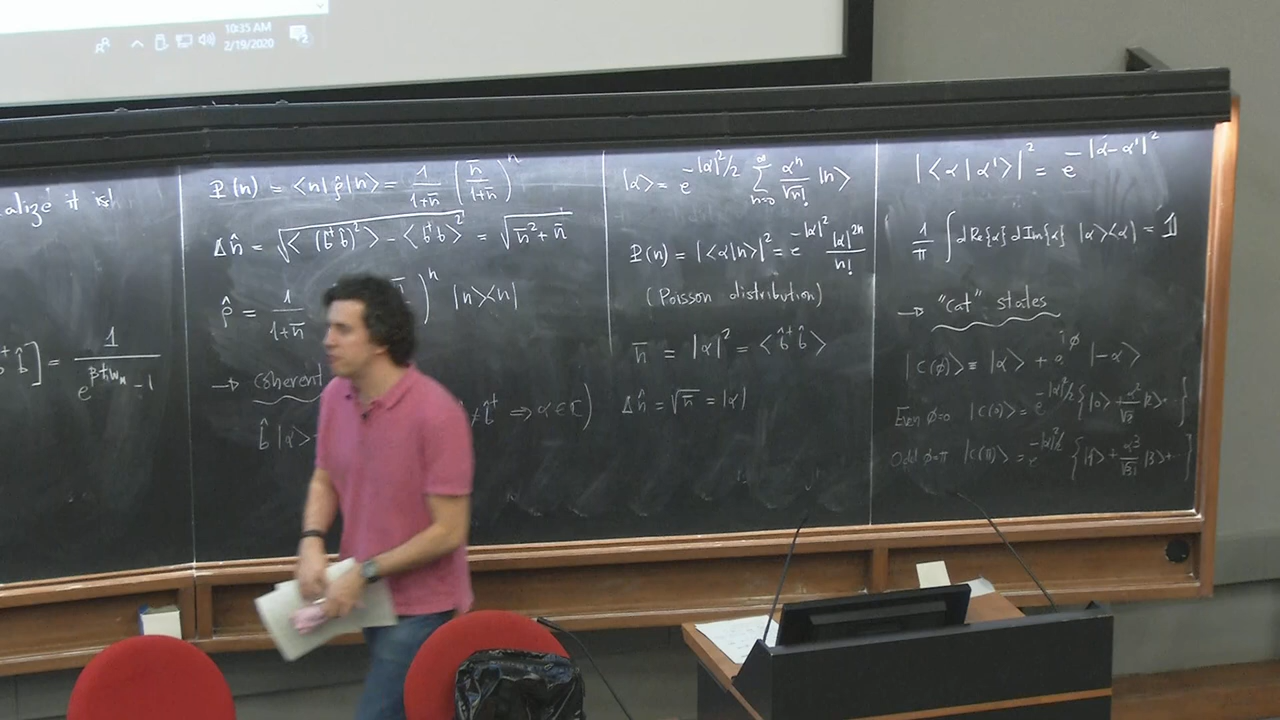 10:35 AM
2/19/2020
2
alize it is!
b̂] = 1/(e^{βħω_m} - 1)
P(n) = <n|ρ̂|n> = 1/(1+n̄) (n̄/(1+n̄))^n
Δn̂ = √(<(b̂†b̂)²> - <b̂†b̂>²) = √(n̄² + n̄)
ρ̂ = 1/(1+n̄) )^n |n><n|
→ coherent
b̂|α>
≠ b̂† ⇒ α ∈ ℂ)
|α> = e^{-|α|²/2} ∑_{n=0}^{∞} α^n/√n! |n>
P(n) = |<α|n>|² = e^{-|α|²} |α|^{2n}/n!
(Poisson distribution)
n̄ = |α|² = <b̂†b̂>
Δn̂ = √n̄ = |α|
|<α|α'>|² = e^{-|α-α'|²}
1/π ∫ dRe{α} dIm{α} |α><α| = 𝟙
→ "cat" states
|C(ϕ)> ≡ |α> + e^{iϕ} |-α>
Even ϕ=0 |C(0)> = e^{-|α|²/2} {|0> + α²/√2 |2> ...}
Odd ϕ=π |C(π)> = e^{-|α|²/2} {|1> + α³/√3! |3> + ...}